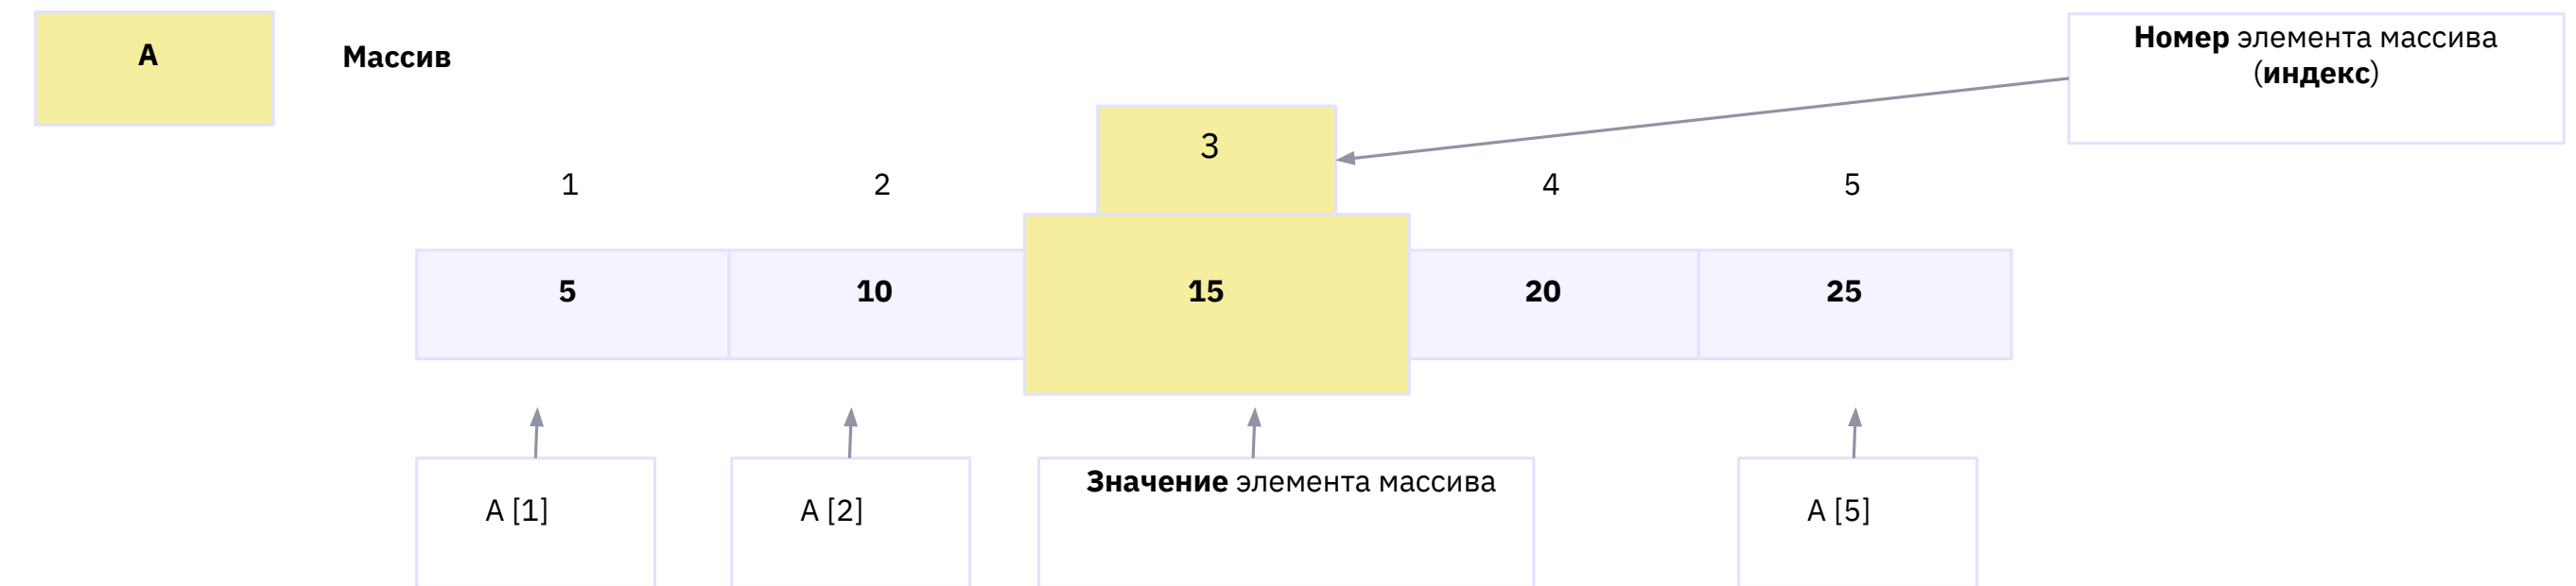 А
Массив
Номер элемента массива
(индекс)
3
1
2
4
5
5
10
15
20
25
Значение элемента массива
А [1]
А [2]
А [5]